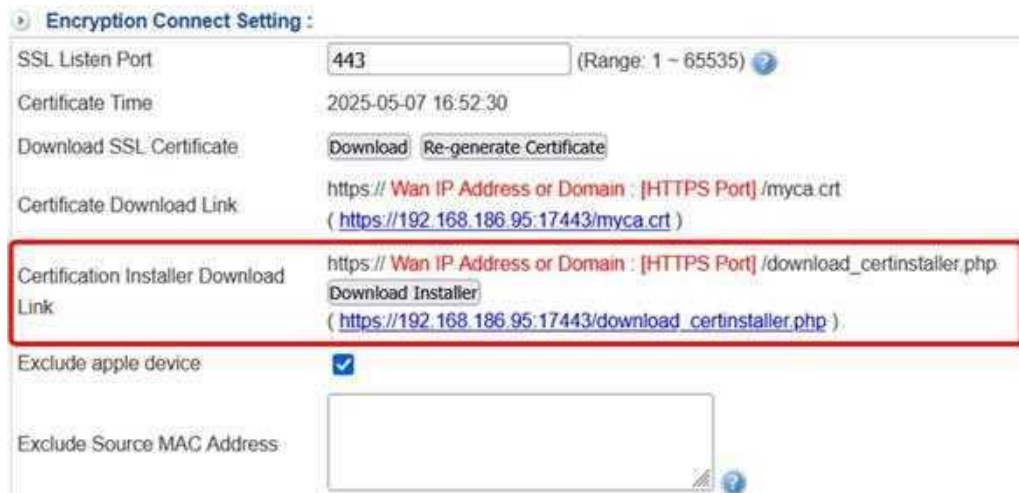 Encryption Connect Setting :
SSL Listen Port 443 (Range: 1 ~ 65535)
Certificate Time 2025-05-07 16:52:30
Download SSL Certificate Download Re-generate Certificate
https:// Wan IP Address or Domain : [HTTPS Port] /myca.crt
Certificate Download Link
( https://192.168.186.95:17443/myca.crt )
https:// Wan IP Address or Domain : [HTTPS Port] /download_certinstaller.php
Certification Installer Download
Link
Download Installer
( https://192.168.186.95:17443/download_certinstaller.php )
Exclude apple device
Exclude Source MAC Address